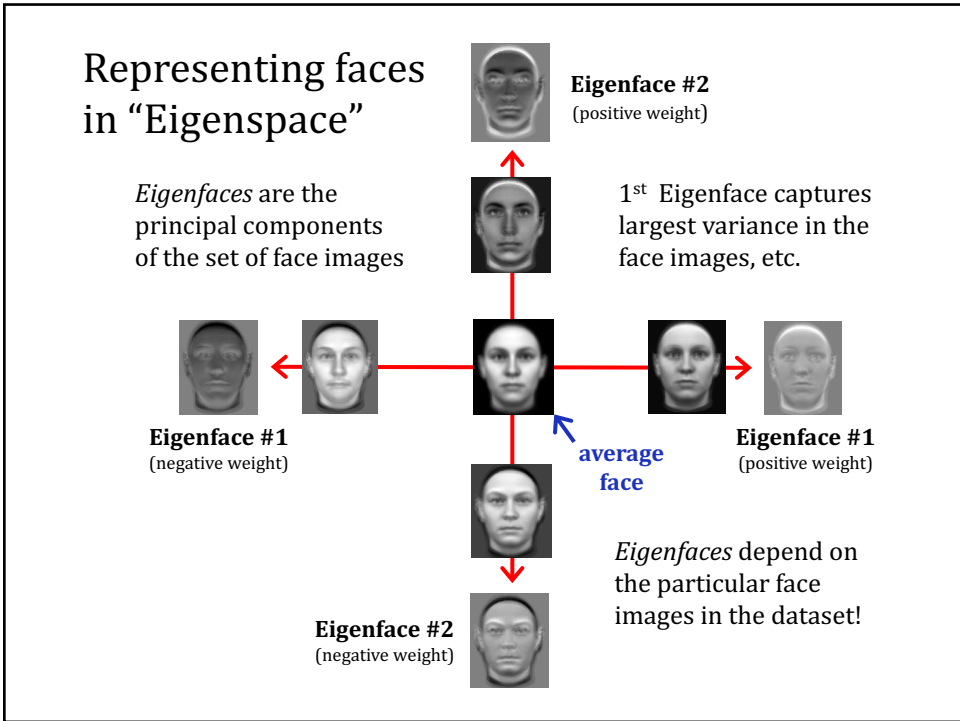 Representing faces
in “Eigenspace”
Eigenface #2
(positive weight)
Eigenfaces are the
principal components
of the set of face images
1st Eigenface captures
largest variance in the
face images, etc.
Eigenface #1
(negative weight)
average
face
Eigenface #1
(positive weight)
Eigenfaces depend on
the particular face
images in the dataset!
Eigenface #2
(negative weight)